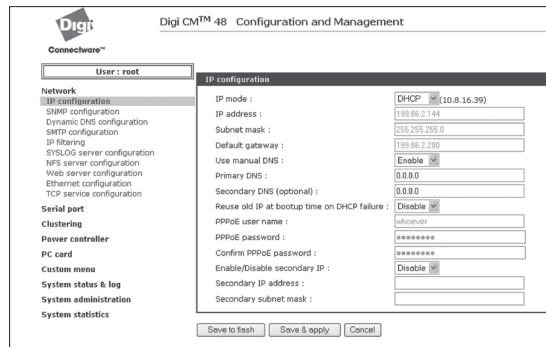 Digi
Connectware™
Digi CM™ 48 Configuration and Management
User : root
Network
IP configuration
SNMP configuration
Dynamic DNS configuration
SMTP configuration
IP filtering
SYSLOG server configuration
NFS server configuration
Web server configuration
Ethernet configuration
TCP service configuration
Serial port
Clustering
Power controller
PC card
Custom menu
System status & log
System administration
System statistics
IP configuration
IP mode : DHCP (10.8.16.39)
IP address : 199.86.2.144
Subnet mask : 255.255.255.0
Default gateway : 199.86.2.200
Use manual DNS : Enable
Primary DNS : 0.0.0.0
Secondary DNS (optional) : 0.0.0.0
Reuse old IP at bootup time on DHCP failure : Disable
PPPoE user name : whoever
PPPoE password : ●●●●●●●●
Confirm PPPoE password : ●●●●●●●●
Enable/Disable secondary IP : Disable
Secondary IP address :
Secondary subnet mask :
Save to flash Save & apply Cancel